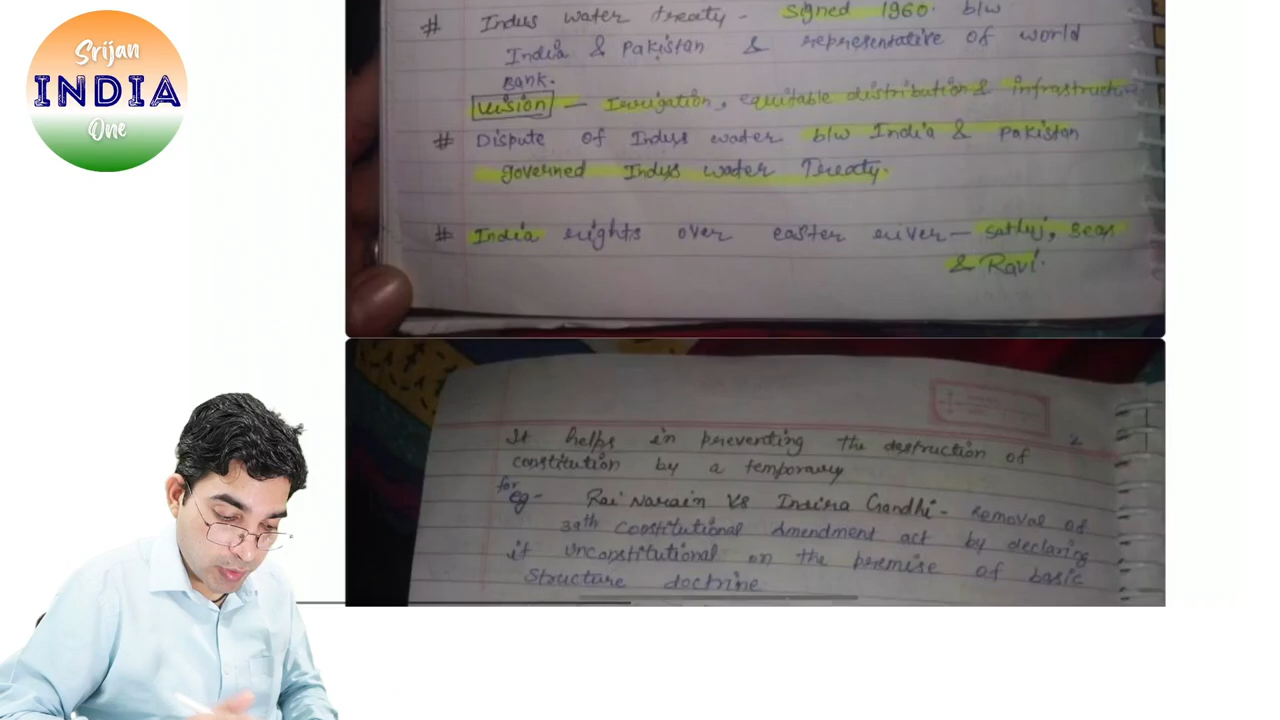 Srijan
INDIA
One
# Indus water treaty - signed 1960. b/w
India & Pakistan & representative of world
Bank.
Vision - Irrigation, equitable distribution & infrastructure
# Dispute of Indus water b/w India & Pakistan
governed Indus water Treaty.
# India rights over easter river - satluj, Beas
& Ravi.
2
It helps in preventing the destruction of
constitution by a temporary
for eg - Rai Narain Vs Indira Gandhi - removal of
39th Constitutional Amendment act by declaring
it unconstitutional on the premise of basic
Structure doctrine